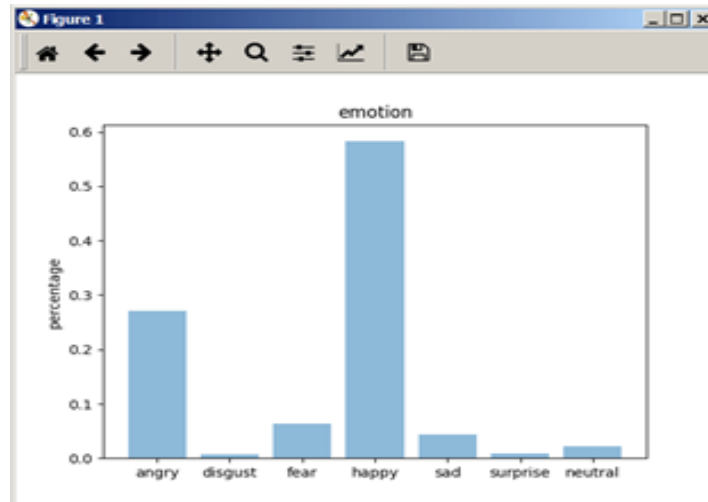 Figure 1
emotion
percentage
0.6
0.5
0.4
0.3
0.2
0.1
0.0
angry disgust fear happy sad surprise neutral